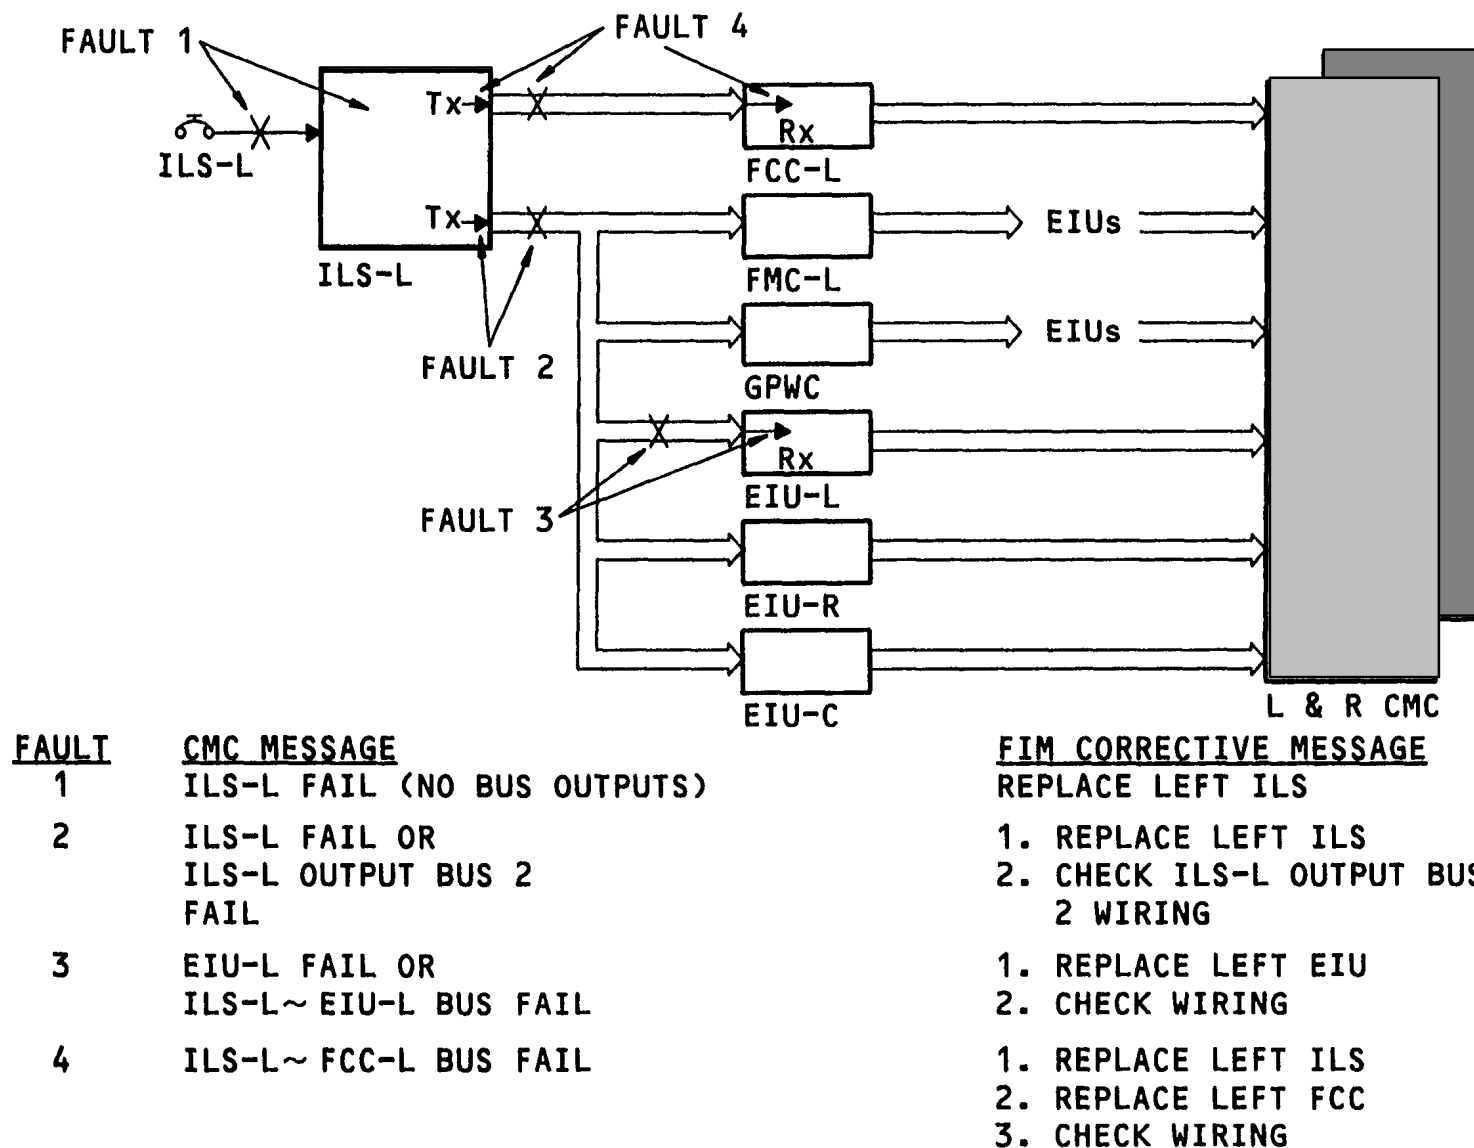 FAULT 1
FAULT 4
Tx
Rx
ILS-L
FCC-L
Tx
EIUs
ILS-L
FMC-L
EIUs
FAULT 2
GPWC
Rx
EIU-L
FAULT 3
EIU-R
EIU-C
L & R CMC
FAULT CMC MESSAGE FIM CORRECTIVE MESSAGE
1 ILS-L FAIL (NO BUS OUTPUTS) REPLACE LEFT ILS
2 ILS-L FAIL OR 1. REPLACE LEFT ILS
ILS-L OUTPUT BUS 2 2. CHECK ILS-L OUTPUT BUS
FAIL 2 WIRING
3 EIU-L FAIL OR 1. REPLACE LEFT EIU
ILS-L~EIU-L BUS FAIL 2. CHECK WIRING
4 ILS-L~FCC-L BUS FAIL 1. REPLACE LEFT ILS
2. REPLACE LEFT FCC
3. CHECK WIRING